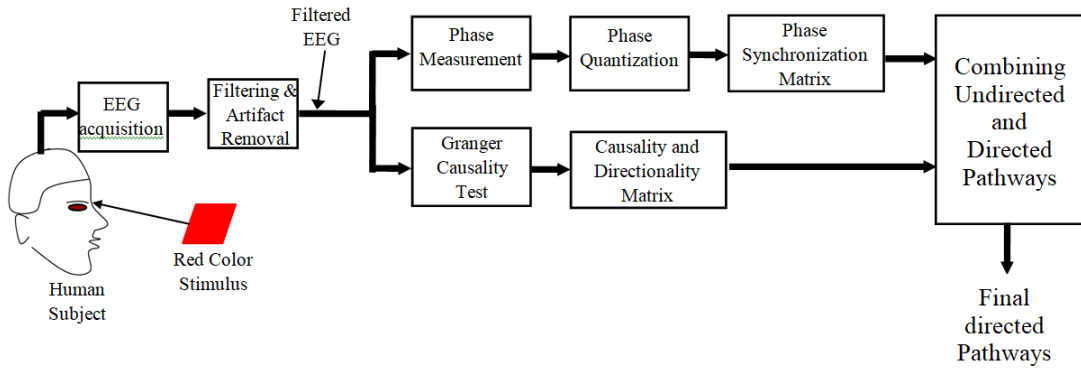 Filtered
EEG
EEG
acquisition
Filtering &
Artifact
Removal
Phase
Measurement
Phase
Quantization
Phase
Synchronization
Matrix
Granger
Causality
Test
Causality and
Directionality
Matrix
Combining
Undirected
and
Directed
Pathways
Red Color
Stimulus
Human
Subject
Final
directed
Pathways